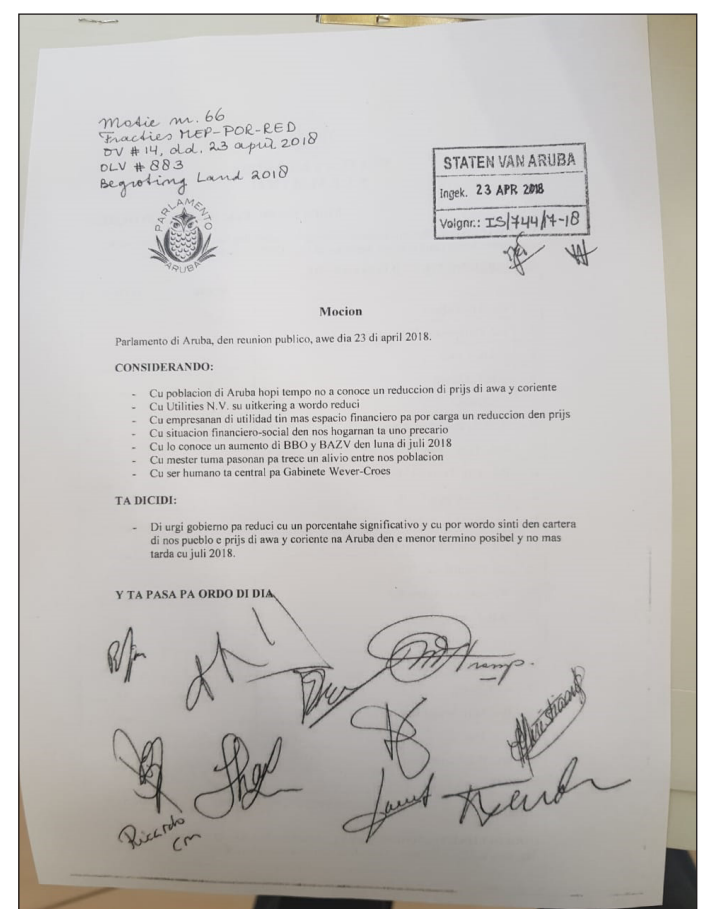 Motie nr. 66
Fracties MEP-POR-RED
OV # 14, dd. 23 april 2018
DLV # 883
Begroting Land 2018
PARLAMENTO
ARUBA
STATEN VAN ARUBA
Ingek. 23 APR 2018
Volgnr.: IS/744/17-18
Mocion
Parlamento di Aruba, den reunion publico, awe dia 23 di april 2018.
CONSIDERANDO:
- Cu poblacion di Aruba hopi tempo no a conoce un reduccion di prijs di awa y coriente
- Cu Utilities N.V. su uitkering a wordo reduci
- Cu empresanan di utilidad tin mas espacio financiero pa por carga un reduccion den prijs
- Cu situacion financiero-social den nos hogarnan ta uno precario
- Cu lo conoce un aumento di BBO y BAZV den luna di juli 2018
- Cu mester tuma pasonan pa trece un alivio entre nos poblacion
- Cu ser humano ta central pa Gabinete Wever-Croes
TA DICIDI:
- Di urgi gobierno pa reduci cu un porcentahe significativo y cu por wordo sinti den cartera
di nos pueblo e prijs di awa y coriente na Aruba den e menor termino posibel y no mas
tarda cu juli 2018.
Y TA PASA PA ORDO DI DIA
Tramp.
Riccardo
Cm